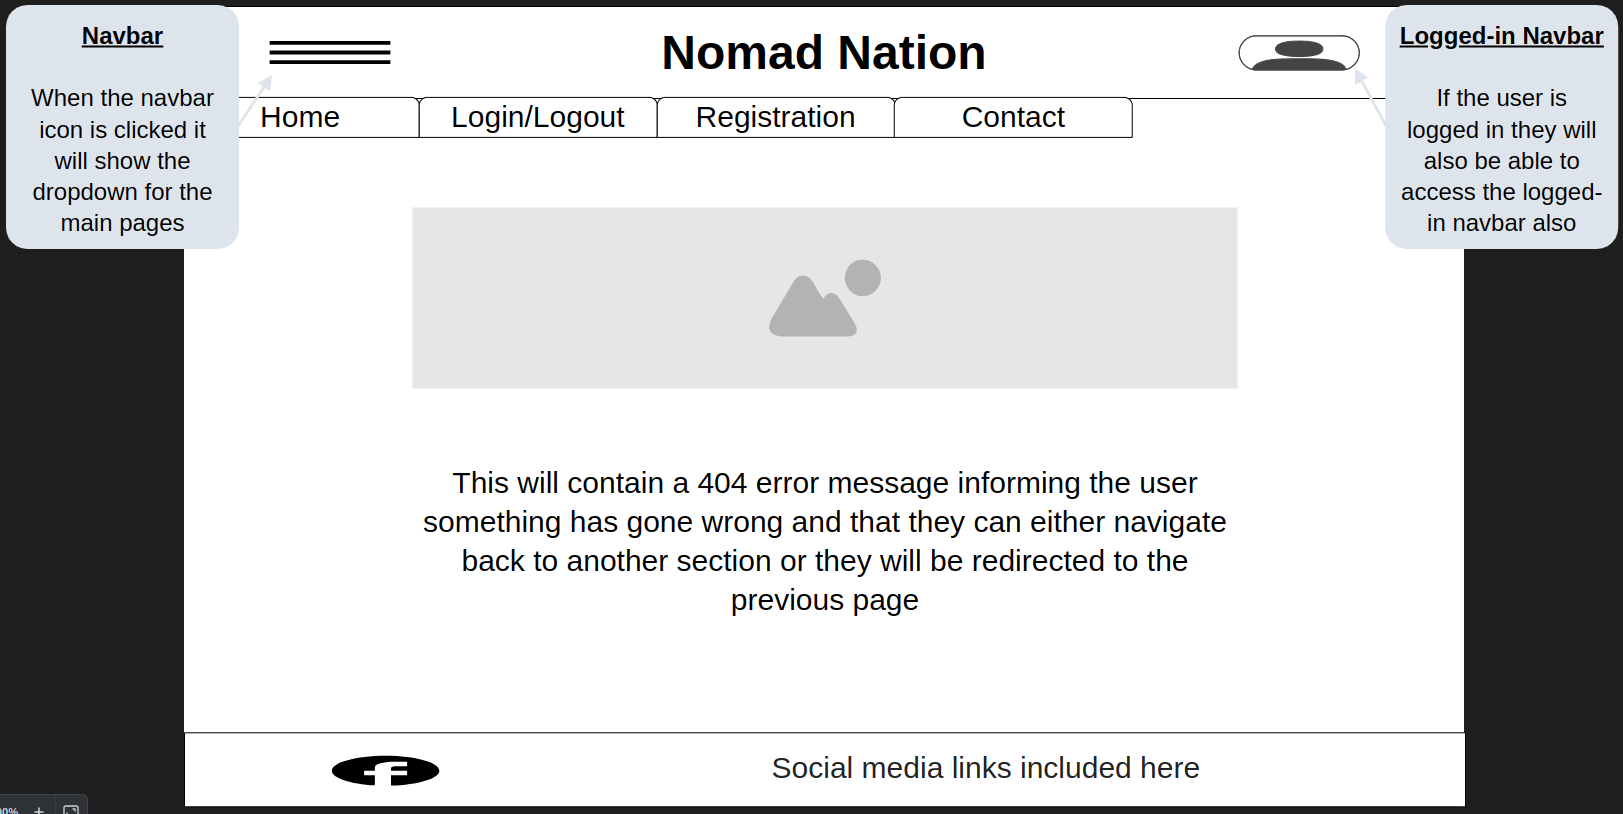 Navbar
When the navbar
icon is clicked it
will show the
dropdown for the
main pages
Nomad Nation
Logged-in Navbar
If the user is
logged in they will
also be able to
access the logged-
in navbar also
Home
Login/Logout
Registration
Contact
This will contain a 404 error message informing the user
something has gone wrong and that they can either navigate
back to another section or they will be redirected to the
previous page
f
Social media links included here
+